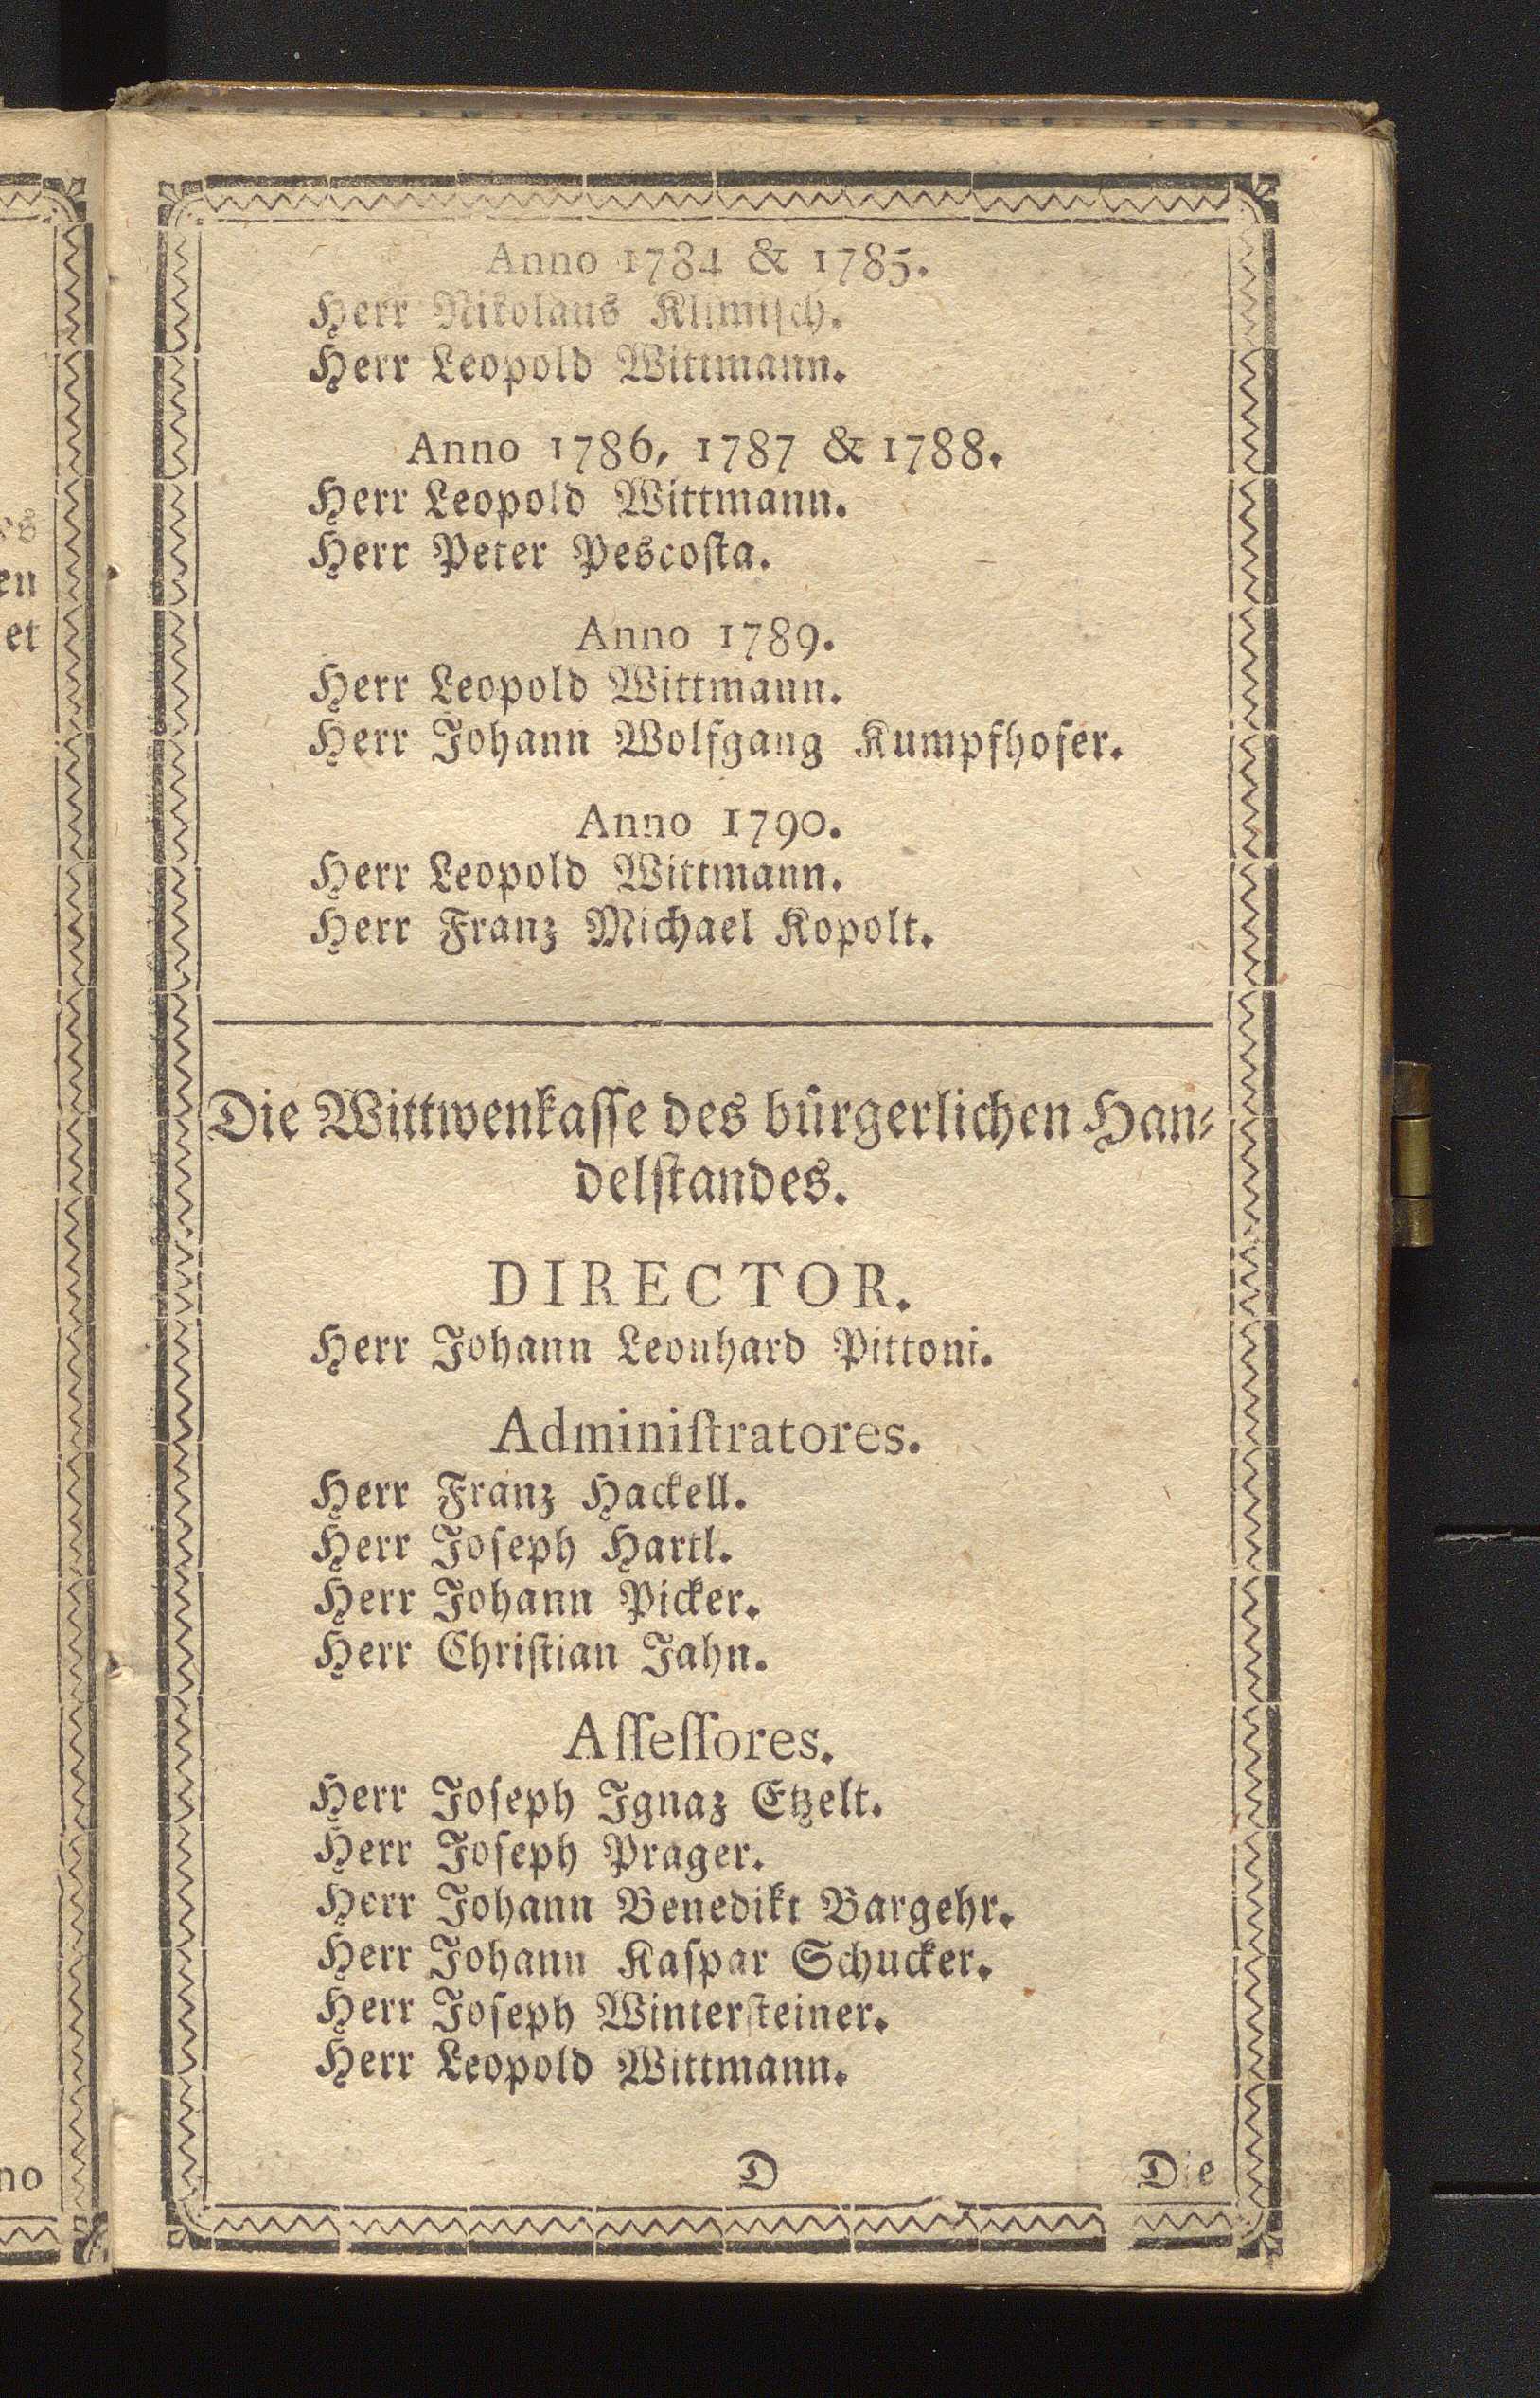 Anno 1784 & 1785.
Herr Nikolaus Klimisch.
Herr Leopold Wittmann.
Anno 1786, 1787 & 1788.
Herr Leopold Wittmann.
Herr Peter Pescoſta.
Anno 1789.
Herr Leopold Wittmann.
Herr Johann Wolfgang Kumpfhofer.
Anno 1790.
Herr Leopold Wittmann.
Herr Franz Michael Kopolt.
Die Wittwenkaſſe des bürgerlichen Han⸗
delſtandes.
DIRECTOR.
Herr Johann Leonhard Pittoni.
Adminiſtratores.
Herr Franz Hackell.
Herr Joſeph Hartl.
Herr Johann Picker.
Herr Chriſtian Jahn.
Aſſeſſores.
Herr Joſeph Ignaz Etzelt.
Herr Joſeph Prager.
Herr Johann Benedikt Bargehr.
Herr Johann Kaſpar Schucker.
Herr Joſeph Winterſteiner.
Herr Leopold Wittmann.
D Die